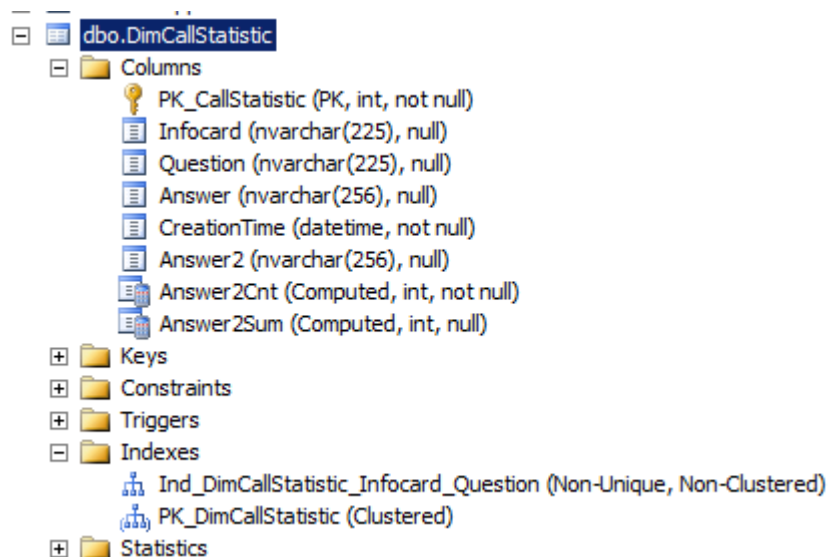 dbo.DimCallStatistic
Columns
PK_CallStatistic (PK, int, not null)
Infocard (nvarchar(225), null)
Question (nvarchar(225), null)
Answer (nvarchar(256), null)
CreationTime (datetime, not null)
Answer2 (nvarchar(256), null)
Answer2Cnt (Computed, int, not null)
Answer2Sum (Computed, int, null)
Keys
Constraints
Triggers
Indexes
Ind_DimCallStatistic_Infocard_Question (Non-Unique, Non-Clustered)
PK_DimCallStatistic (Clustered)
Statistics